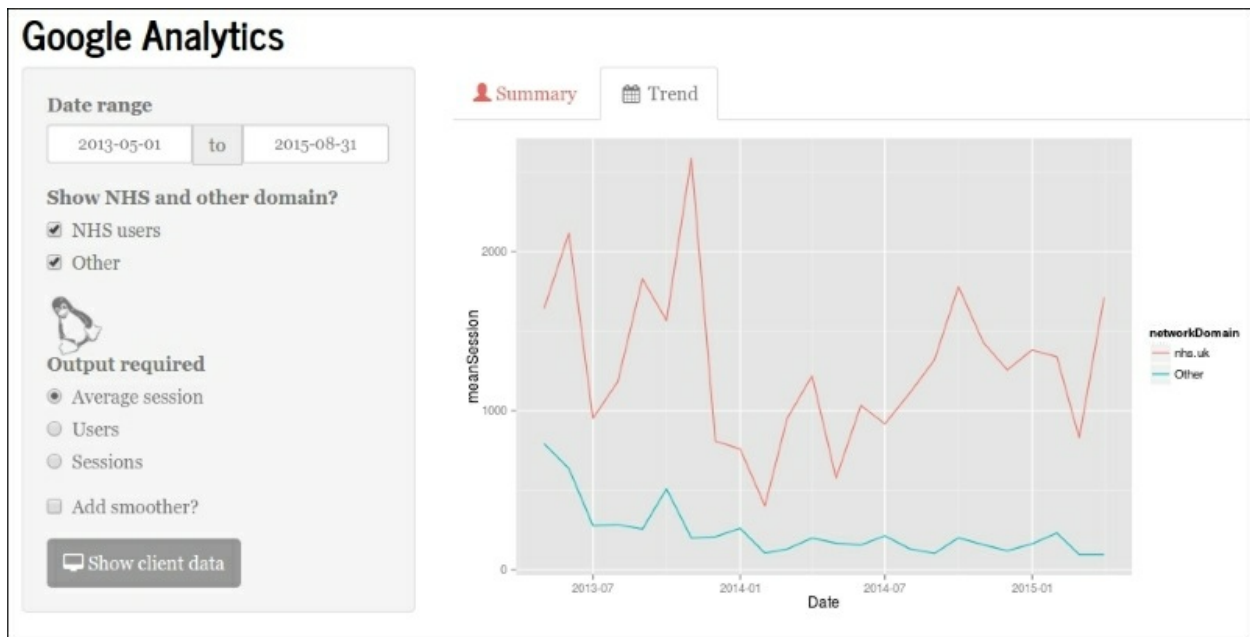 Google Analytics
Date range
2013-05-01 to 2015-08-31
Show NHS and other domain?
NHS users
Other
Output required
Average session
Users
Sessions
Add smoother?
Show client data
Summary
Trend
meanSession
2000
1000
0
2013-07
2014-01
2014-07
2015-01
Date
networkDomain
nhs.uk
Other